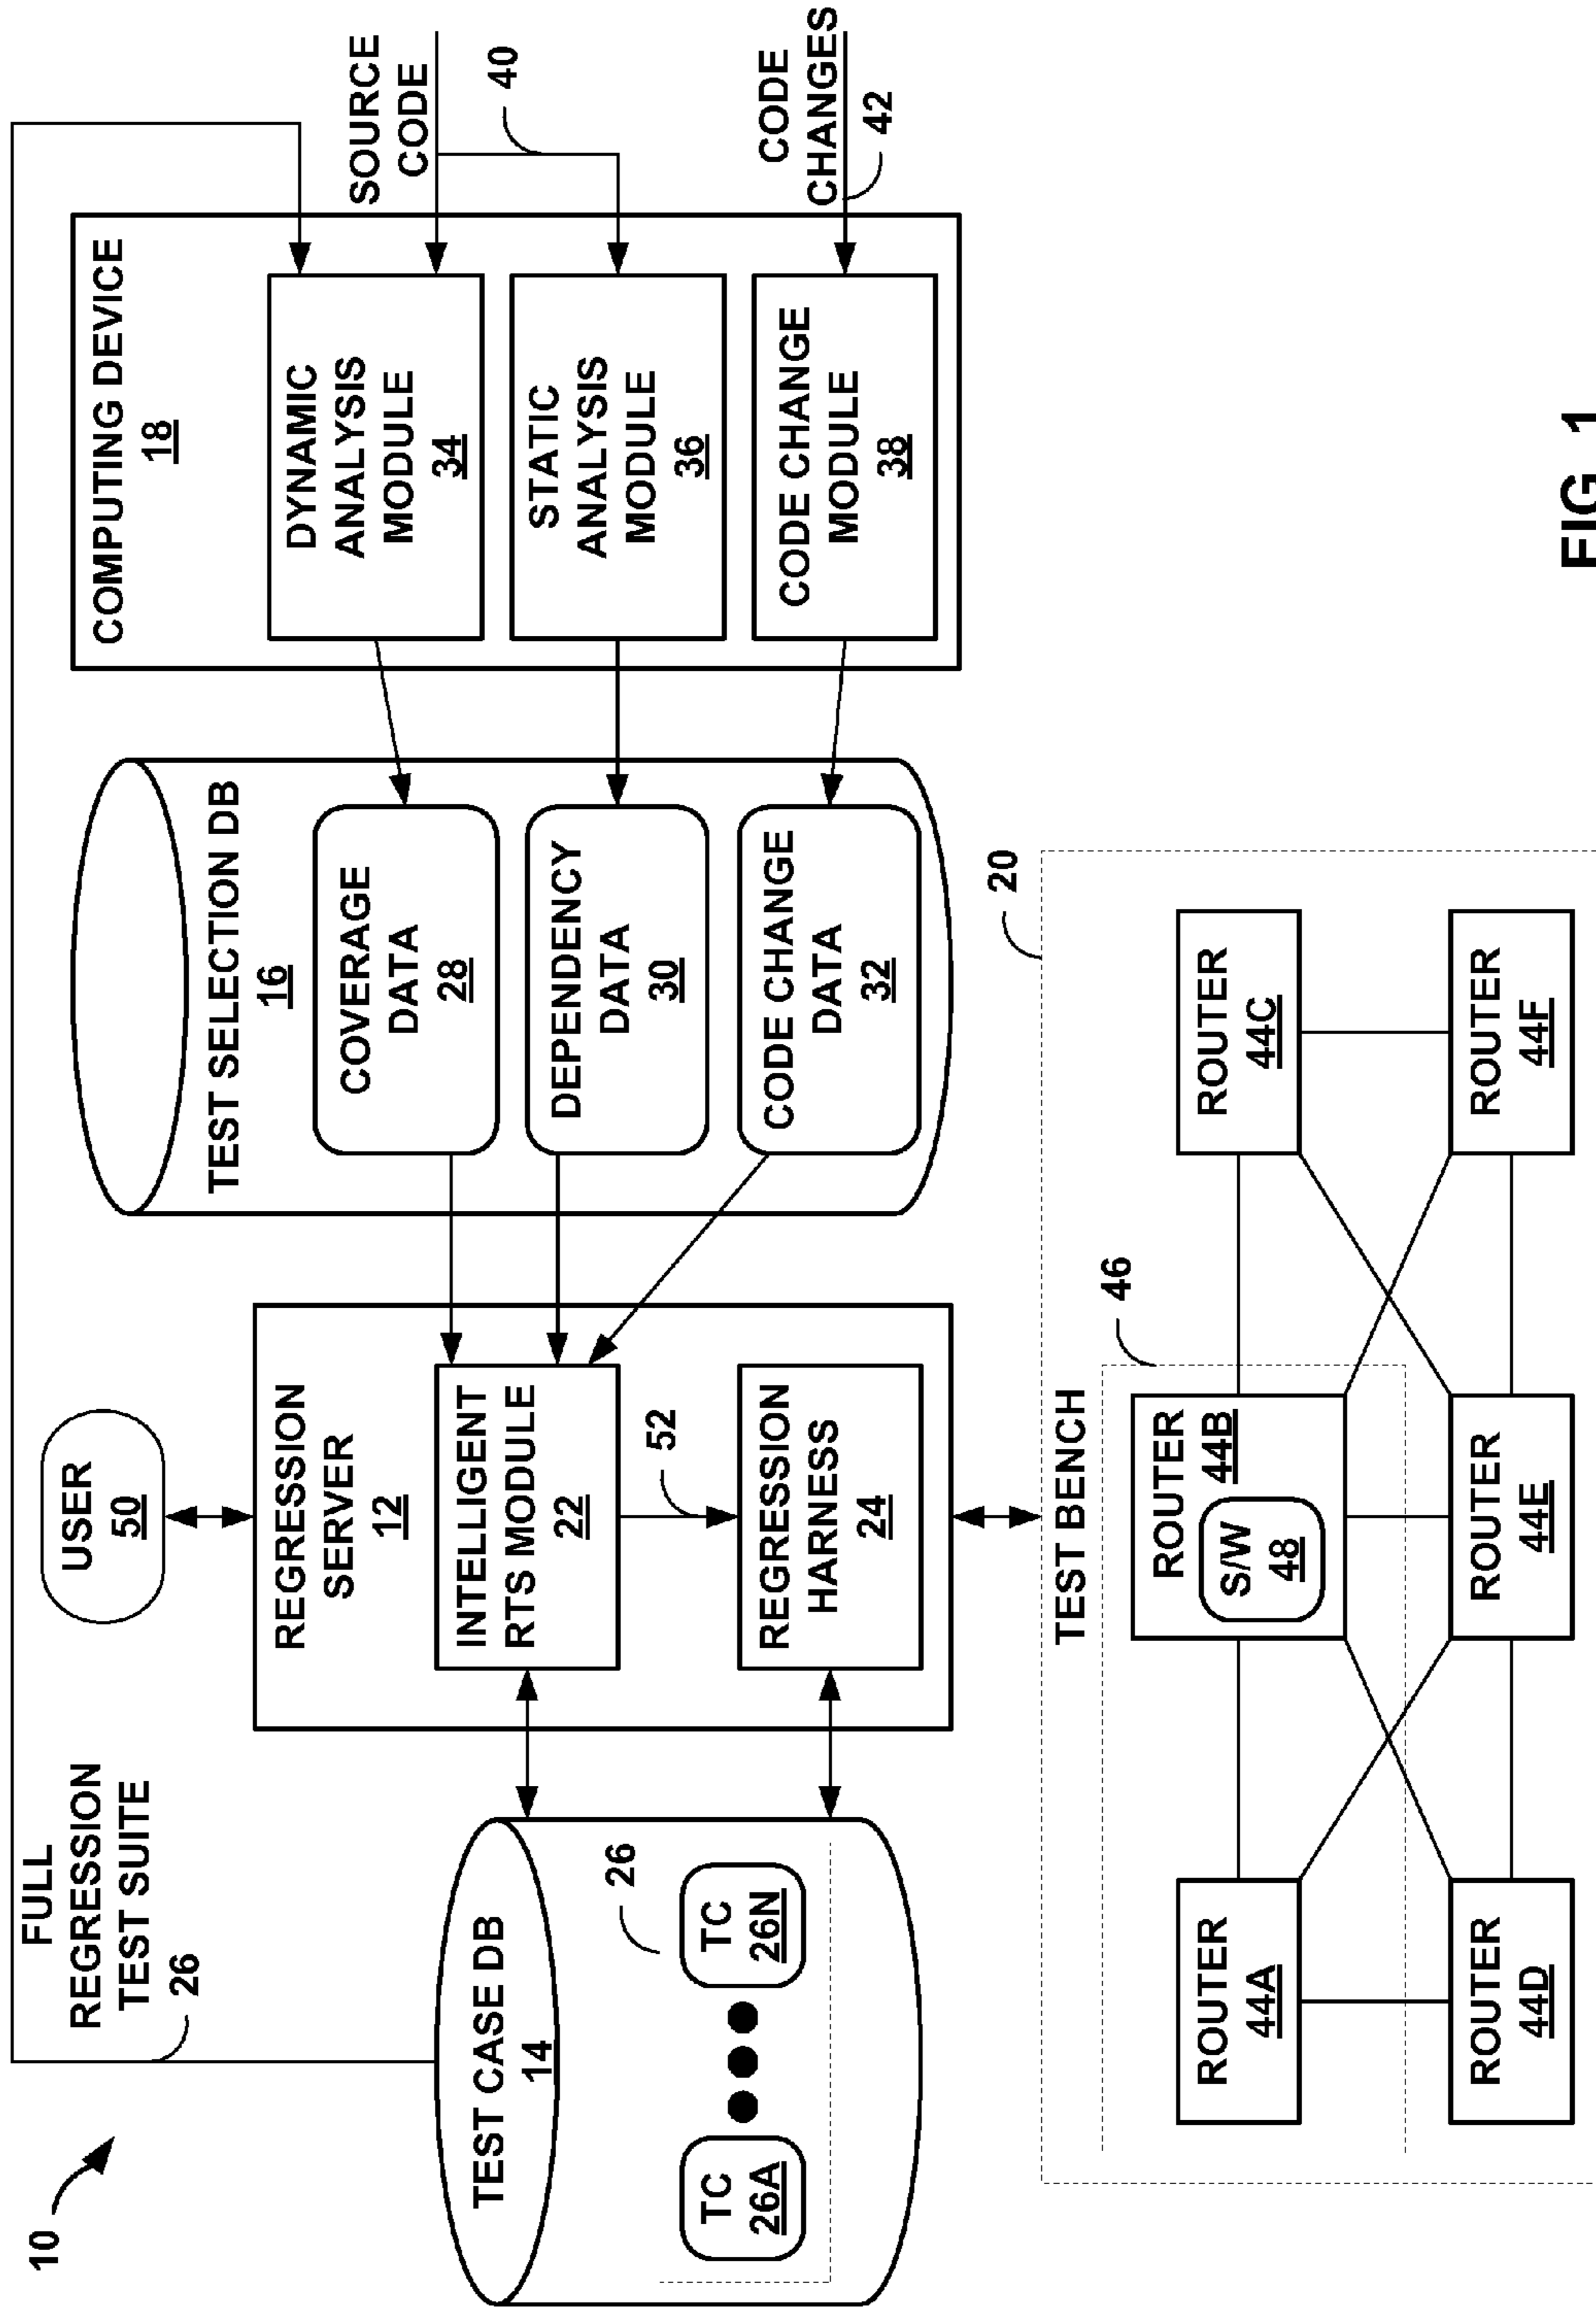 10
FULL
REGRESSION
TEST SUITE
26
TEST CASE DB
14
26
TC
26A
TC
26N
USER
50
REGRESSION
SERVER
12
INTELLIGENT
RTS MODULE
22
52
REGRESSION
HARNESS
24
TEST SELECTION DB
16
COVERAGE
DATA
28
DEPENDENCY
DATA
30
CODE CHANGE
DATA
32
COMPUTING DEVICE
18
DYNAMIC
ANALYSIS
MODULE
34
STATIC
ANALYSIS
MODULE
36
CODE CHANGE
MODULE
38
SOURCE
CODE
40
CODE
CHANGES
42
TEST BENCH
20
46
ROUTER
44A
ROUTER
44B
S/W
48
ROUTER
44C
ROUTER
44D
ROUTER
44E
ROUTER
44F
FIG. 1